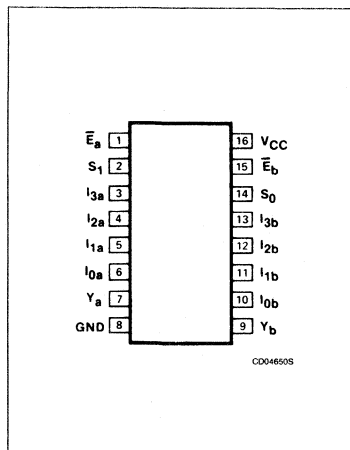 Ēa 1 16 VCC
S1 2 15 Ēb
I3a 3 14 S0
I2a 4 13 I3b
I1a 5 12 I2b
I0a 6 11 I1b
Ya 7 10 I0b
GND 8 9 Yb
CD04650S